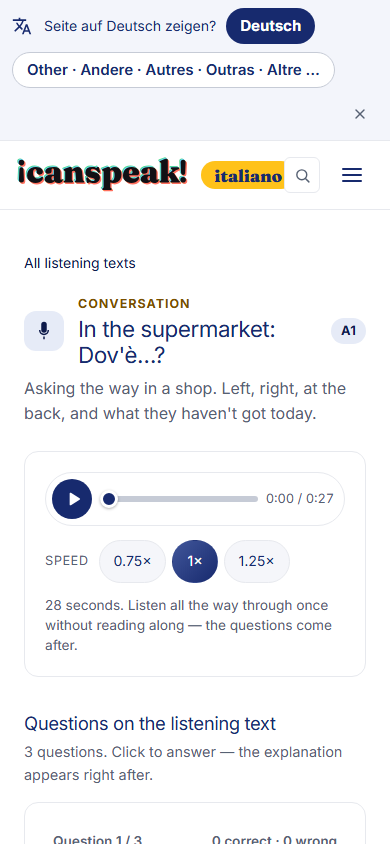 Seite auf Deutsch zeigen? Deutsch
Other · Andere · Autres · Outras · Altre ...
icanspeak! italiano
All listening texts
CONVERSATION
In the supermarket:
Dov'è...?
A1
Asking the way in a shop. Left, right, at the
back, and what they haven't got today.
0:00 / 0:27
SPEED 0.75× 1× 1.25×
28 seconds. Listen all the way through once
without reading along — the questions come
after.
Questions on the listening text
3 questions. Click to answer — the explanation
appears right after.
Question 1 / 3 0 correct · 0 wrong